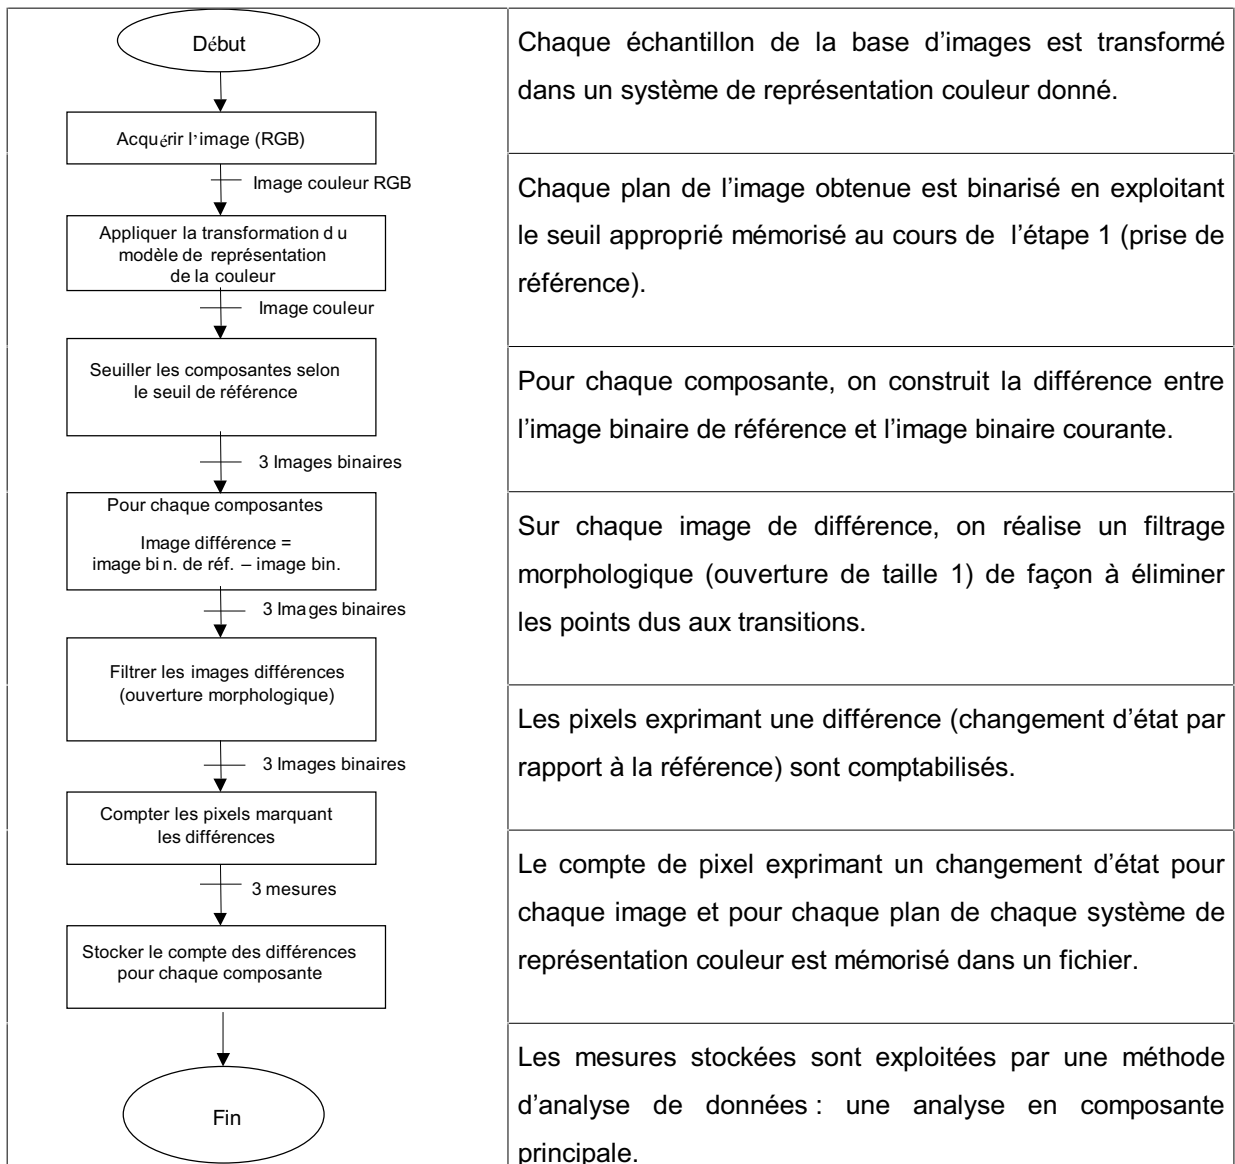 Début
Acquérir l'image (RGB)
Image couleur RGB
Appliquer la transformation d u
modèle de représentation
de la couleur
Image couleur
Seuiller les composantes selon
le seuil de référence
3 Images binaires
Pour chaque composantes
Image différence =
image bi n. de réf. – image bin.
3 Ima ges binaires
Filtrer les images différences
(ouverture morphologique)
3 Images binaires
Compter les pixels marquant
les différences
3 mesures
Stocker le compte des différences
pour chaque composante
Fin
Chaque échantillon de la base d'images est transformé
dans un système de représentation couleur donné.
Chaque plan de l'image obtenue est binarisé en exploitant
le seuil approprié mémorisé au cours de l'étape 1 (prise de
référence).
Pour chaque composante, on construit la différence entre
l'image binaire de référence et l'image binaire courante.
Sur chaque image de différence, on réalise un filtrage
morphologique (ouverture de taille 1) de façon à éliminer
les points dus aux transitions.
Les pixels exprimant une différence (changement d'état par
rapport à la référence) sont comptabilisés.
Le compte de pixel exprimant un changement d'état pour
chaque image et pour chaque plan de chaque système de
représentation couleur est mémorisé dans un fichier.
Les mesures stockées sont exploitées par une méthode
d'analyse de données : une analyse en composante
principale.